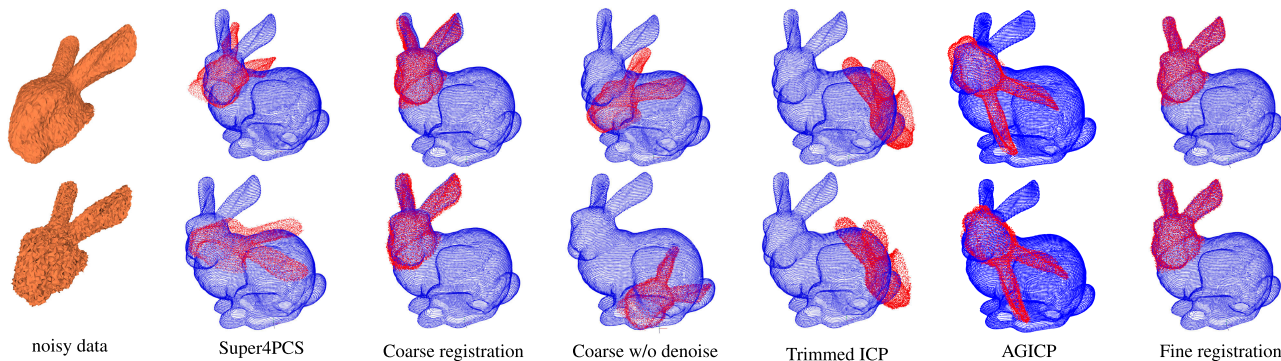 noisy data
Super4PCS
Coarse registration
Coarse w/o denoise
Trimmed ICP
AGICP
Fine registration